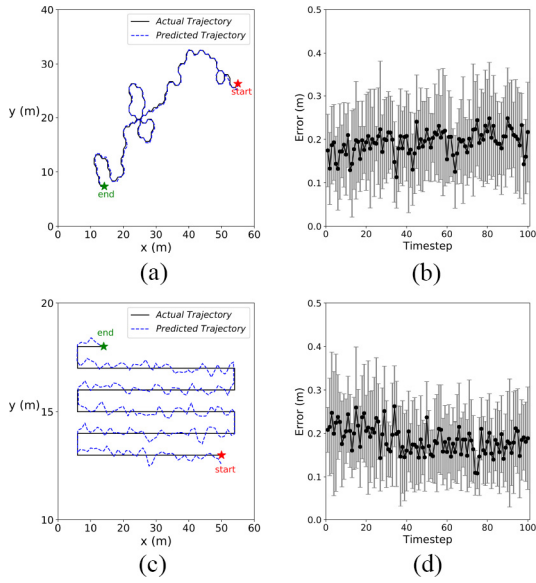 Actual Trajectory
Predicted Trajectory
40
30
20
10
0
y (m)
start
end
0 10 20 30 40 50 60
x (m)
(a)
0.5
0.4
0.3
0.2
0.1
0.0
Error (m)
0 20 40 60 80 100
Timestep
(b)
Actual Trajectory
Predicted Trajectory
20
15
10
y (m)
end
start
0 10 20 30 40 50 60
x (m)
(c)
0.5
0.4
0.3
0.2
0.1
0.0
Error (m)
0 20 40 60 80 100
Timestep
(d)